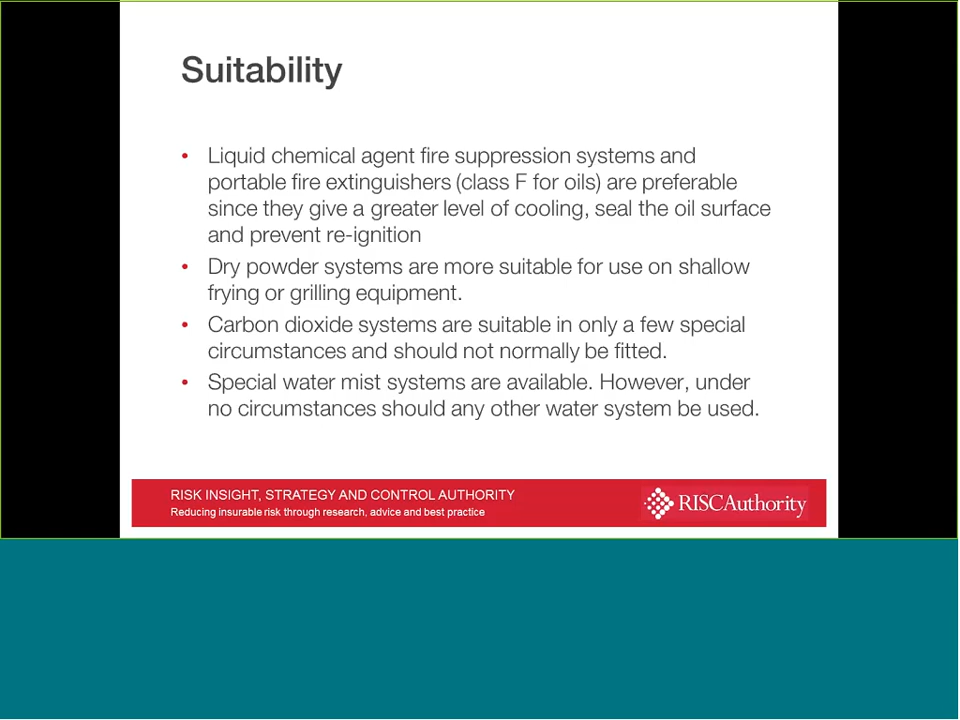 Suitability
• Liquid chemical agent fire suppression systems and
portable fire extinguishers (class F for oils) are preferable
since they give a greater level of cooling, seal the oil surface
and prevent re-ignition
• Dry powder systems are more suitable for use on shallow
frying or grilling equipment.
• Carbon dioxide systems are suitable in only a few special
circumstances and should not normally be fitted.
• Special water mist systems are available. However, under
no circumstances should any other water system be used.
RISK INSIGHT, STRATEGY AND CONTROL AUTHORITY
Reducing insurable risk through research, advice and best practice
RISCAuthority